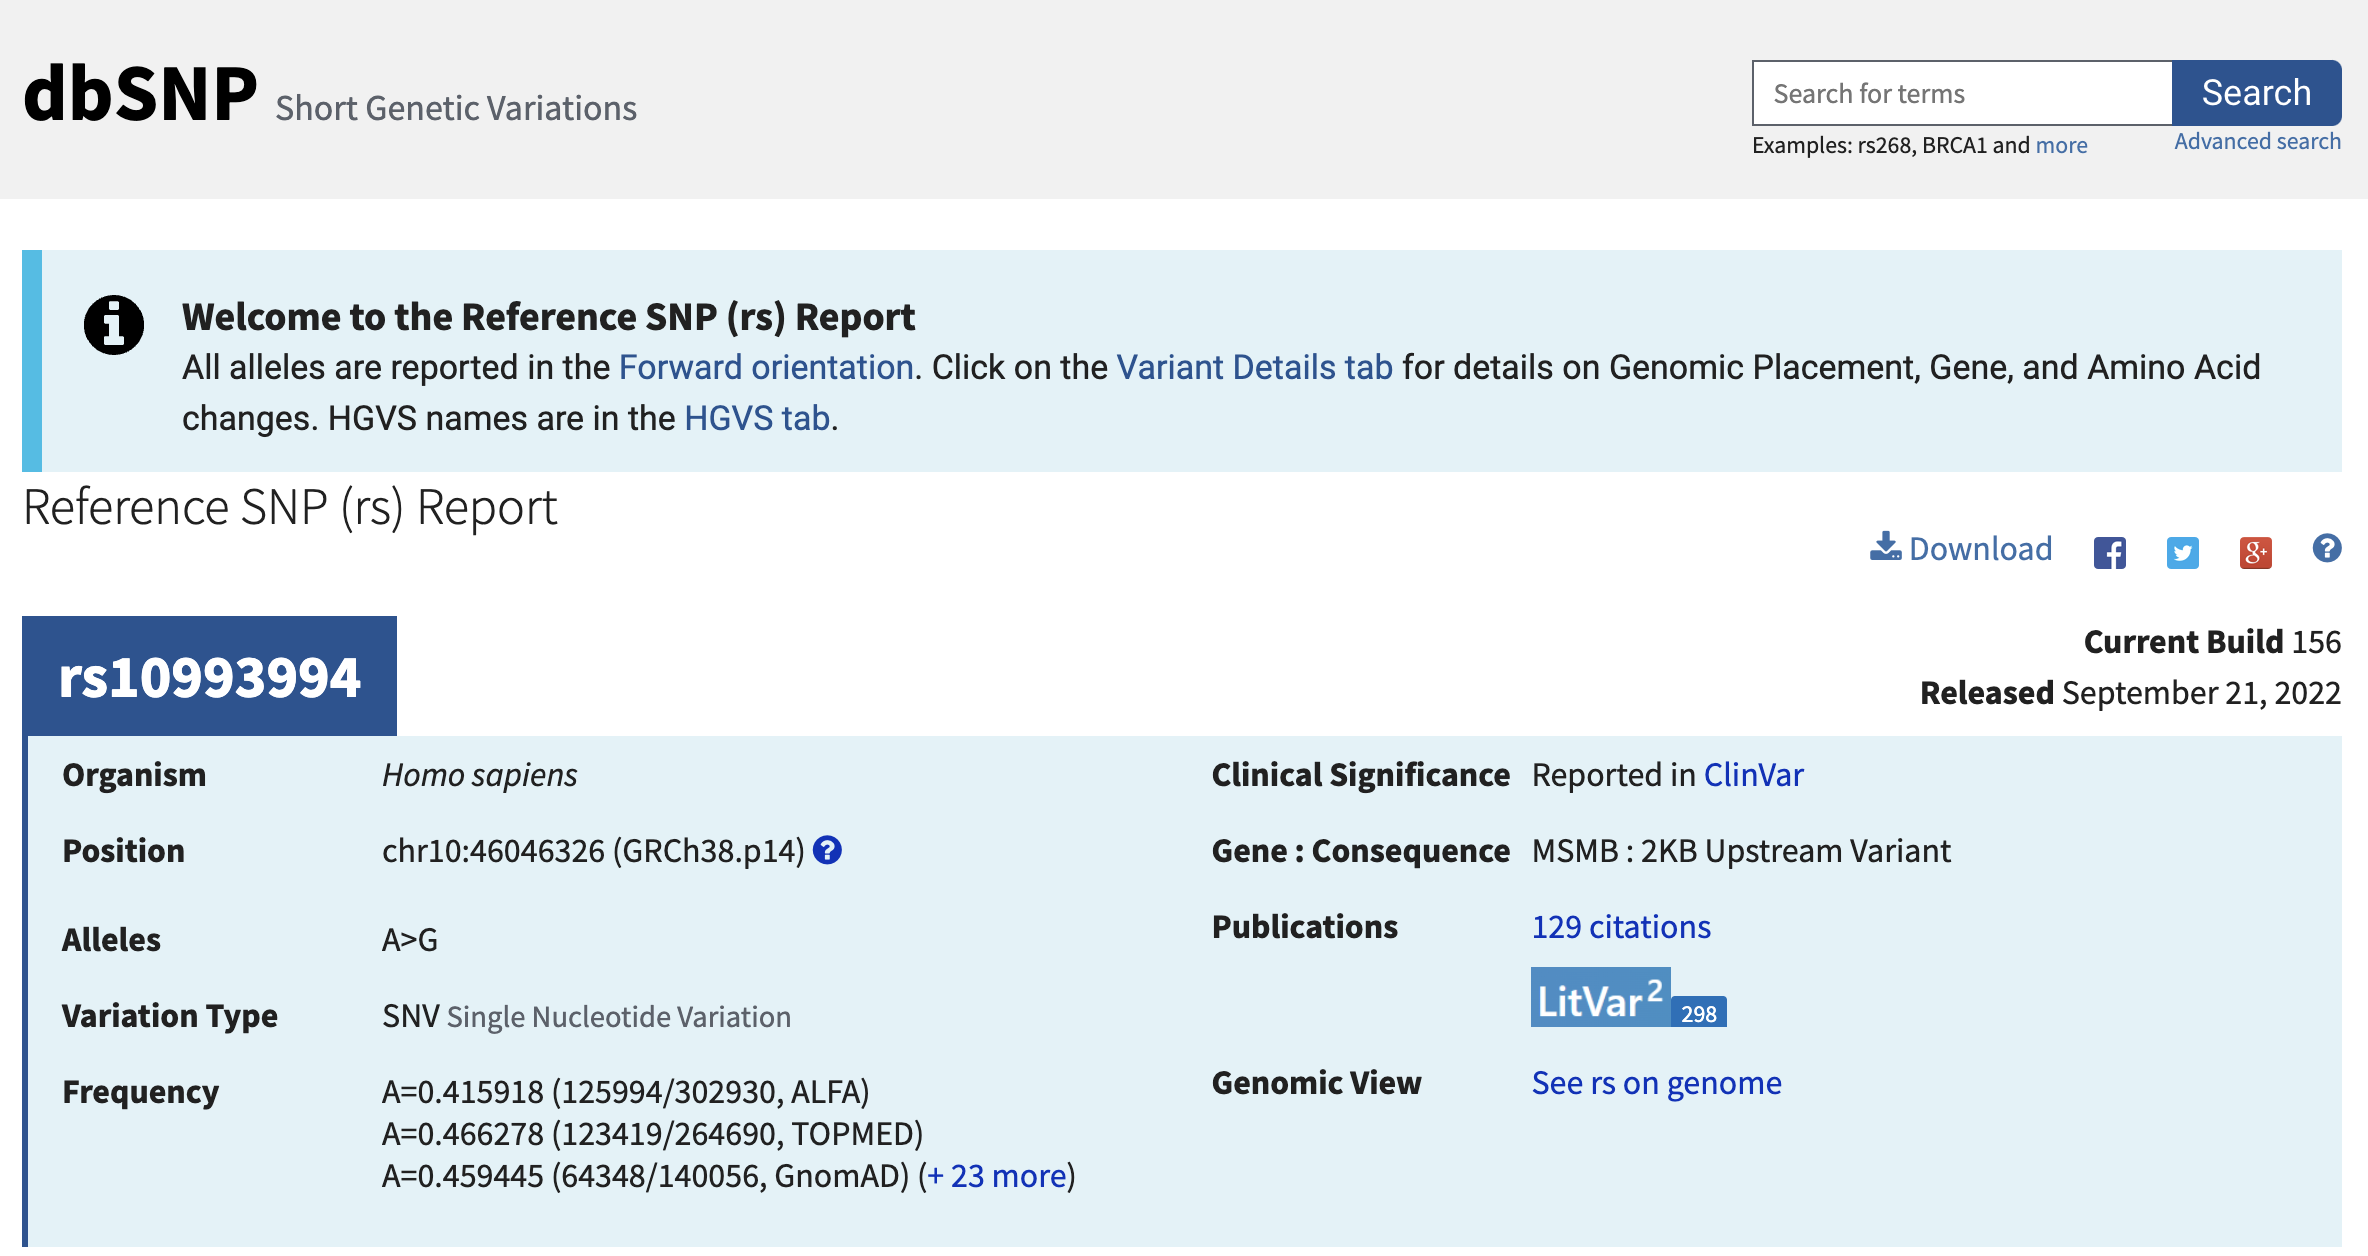 dbSNP Short Genetic Variations
Search for terms
Search
Examples: rs268, BRCA1 and more
Advanced search
Welcome to the Reference SNP (rs) Report
All alleles are reported in the Forward orientation. Click on the Variant Details tab for details on Genomic Placement, Gene, and Amino Acid
changes. HGVS names are in the HGVS tab.
Reference SNP (rs) Report
Download
rs10993994
Current Build 156
Released September 21, 2022
Organism
Homo sapiens
Position
chr10:46046326 (GRCh38.p14)
Alleles
A>G
Variation Type
SNV Single Nucleotide Variation
Frequency
A=0.415918 (125994/302930, ALFA)
A=0.466278 (123419/264690, TOPMED)
A=0.459445 (64348/140056, GnomAD) (+ 23 more)
Clinical Significance
Reported in ClinVar
Gene : Consequence
MSMB : 2KB Upstream Variant
Publications
129 citations
LitVar2 298
Genomic View
See rs on genome